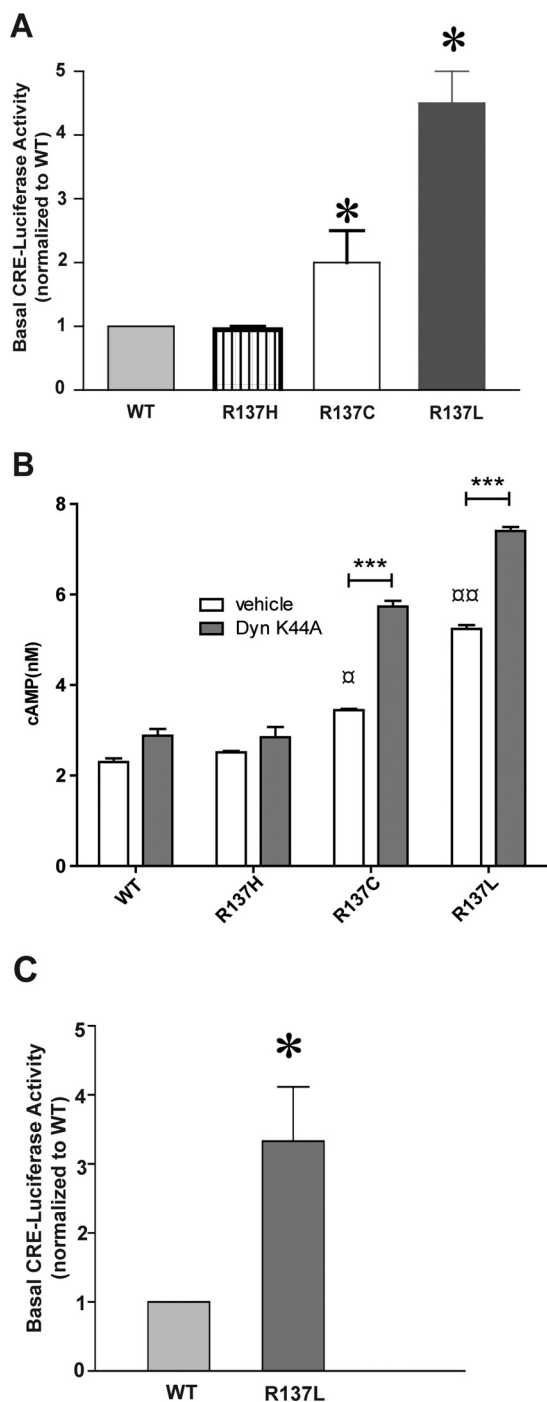 A
Basal CRE-Luciferase Activity
(normalized to WT)
5
4
3
2
1
0
*
*
WT
R137H
R137C
R137L
B
cAMP(nM)
8
6
4
2
0
vehicle
Dyn K44A
***
***
¤
¤¤
WT
R137H
R137C
R137L
C
Basal CRE-Luciferase Activity
(normalized to WT)
5
4
3
2
1
0
*
WT
R137L